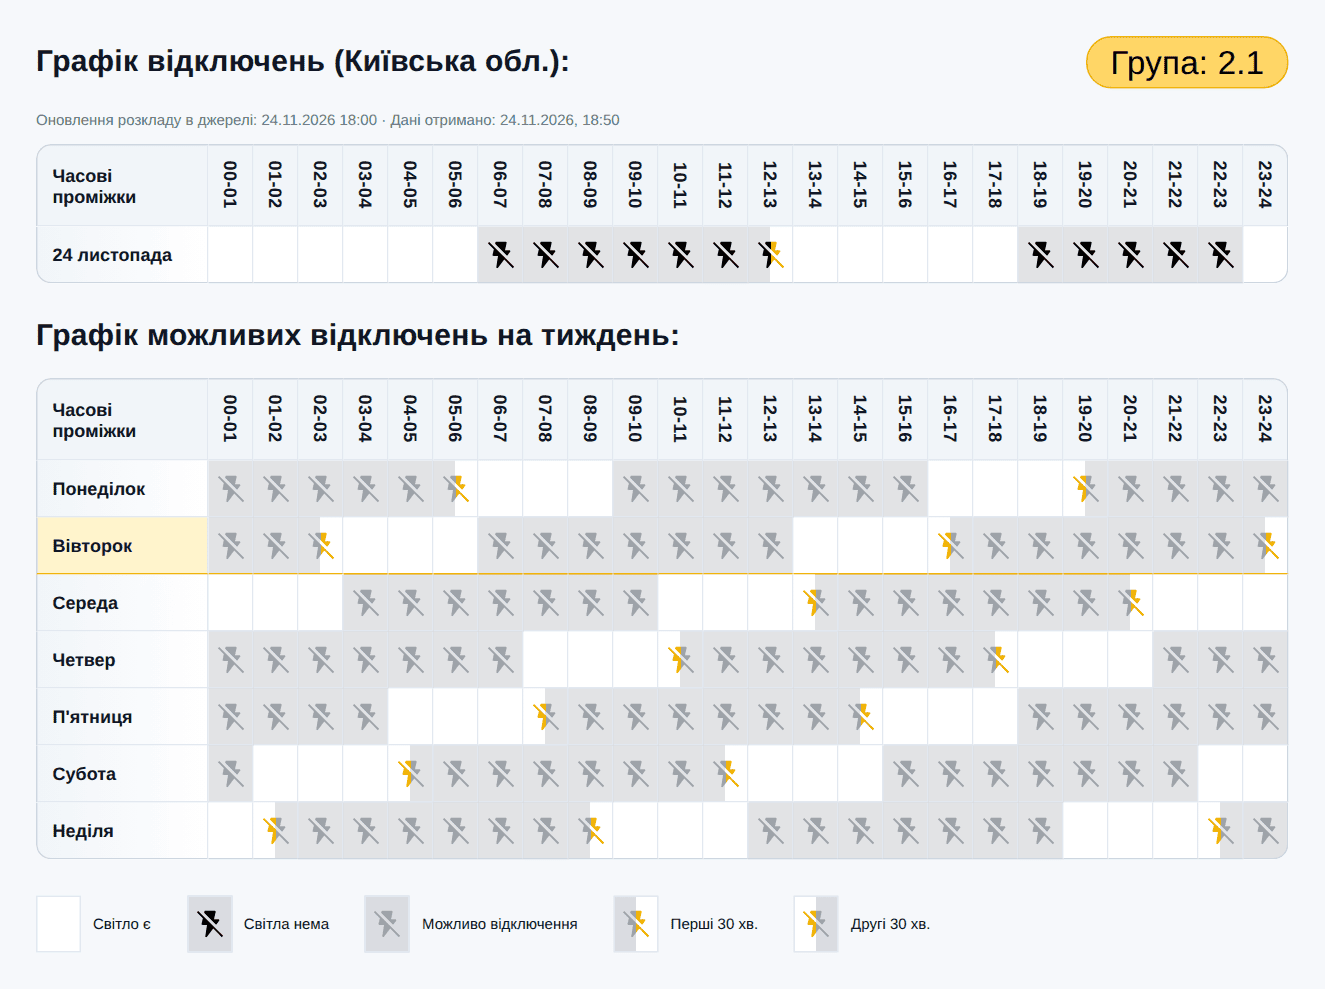 Графік відключень (Київська обл.):
Група: 2.1
Оновлення розкладу в джерелі: 24.11.2026 18:00 · Дані отримано: 24.11.2026, 18:50
Часові проміжки 00-01 01-02 02-03 03-04 04-05 05-06 06-07 07-08 08-09 09-10 10-11 11-12 12-13 13-14 14-15 15-16 16-17 17-18 18-19 19-20 20-21 21-22 22-23 23-24
24 листопада
Графік можливих відключень на тиждень:
Часові проміжки 00-01 01-02 02-03 03-04 04-05 05-06 06-07 07-08 08-09 09-10 10-11 11-12 12-13 13-14 14-15 15-16 16-17 17-18 18-19 19-20 20-21 21-22 22-23 23-24
Понеділок
Вівторок
Середа
Четвер
П'ятниця
Субота
Неділя
Світло є Світла нема Можливо відключення Перші 30 хв. Другі 30 хв.